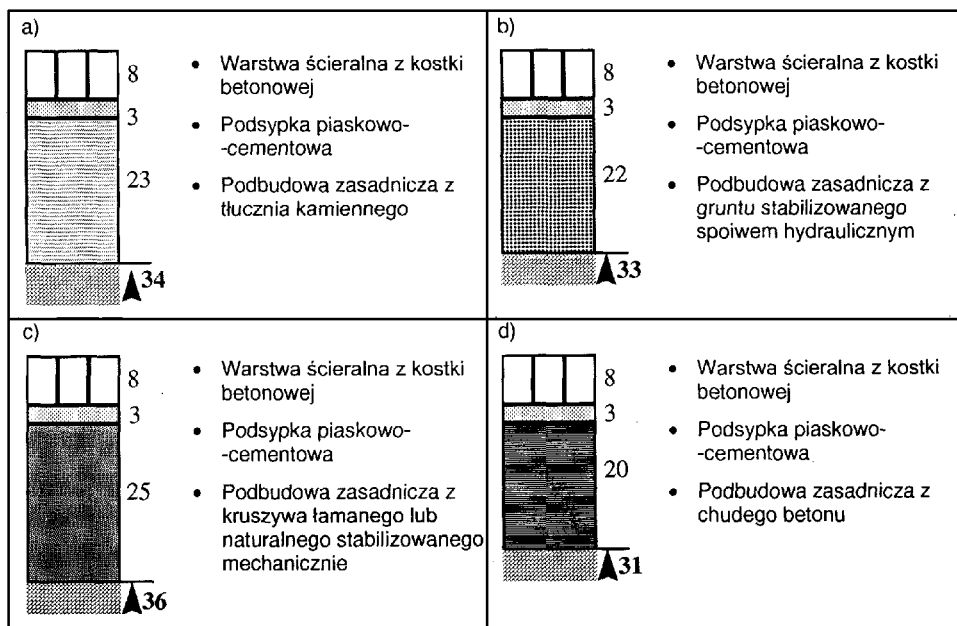 a)
8
3
23
34
• Warstwa ścieralna z kostki
betonowej
• Podsypka piaskowo-
-cementowa
• Podbudowa zasadnicza z
tłucznia kamiennego
b)
8
3
22
33
• Warstwa ścieralna z kostki
betonowej
• Podsypka piaskowo-
-cementowa
• Podbudowa zasadnicza z
gruntu stabilizowanego
spoiwem hydraulicznym
c)
8
3
25
36
• Warstwa ścieralna z kostki
betonowej
• Podsypka piaskowo-
-cementowa
• Podbudowa zasadnicza z
kruszywa łamanego lub
naturalnego stabilizowanego
mechanicznie
d)
8
3
20
31
• Warstwa ścieralna z kostki
betonowej
• Podsypka piaskowo-
-cementowa
• Podbudowa zasadnicza z
chudego betonu